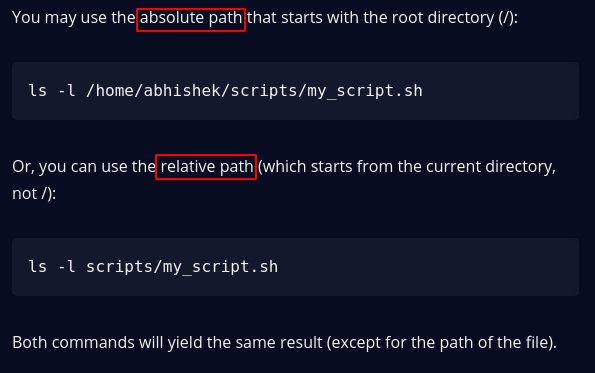 You may use the absolute path that starts with the root directory (/):
ls -l /home/abhishek/scripts/my_script.sh
Or, you can use the relative path (which starts from the current directory,
not /):
ls -l scripts/my_script.sh
Both commands will yield the same result (except for the path of the file).